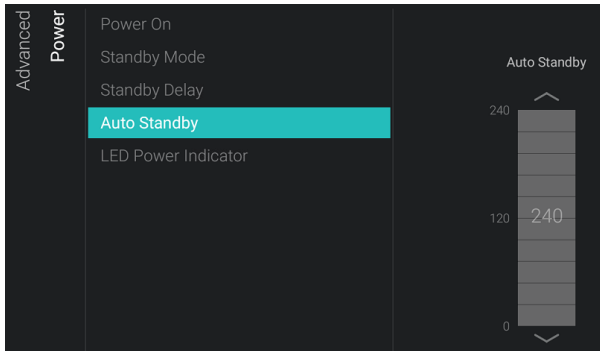 Advanced
Power
Power On
Standby Mode
Standby Delay
Auto Standby
LED Power Indicator
Auto Standby
240
120
240
0